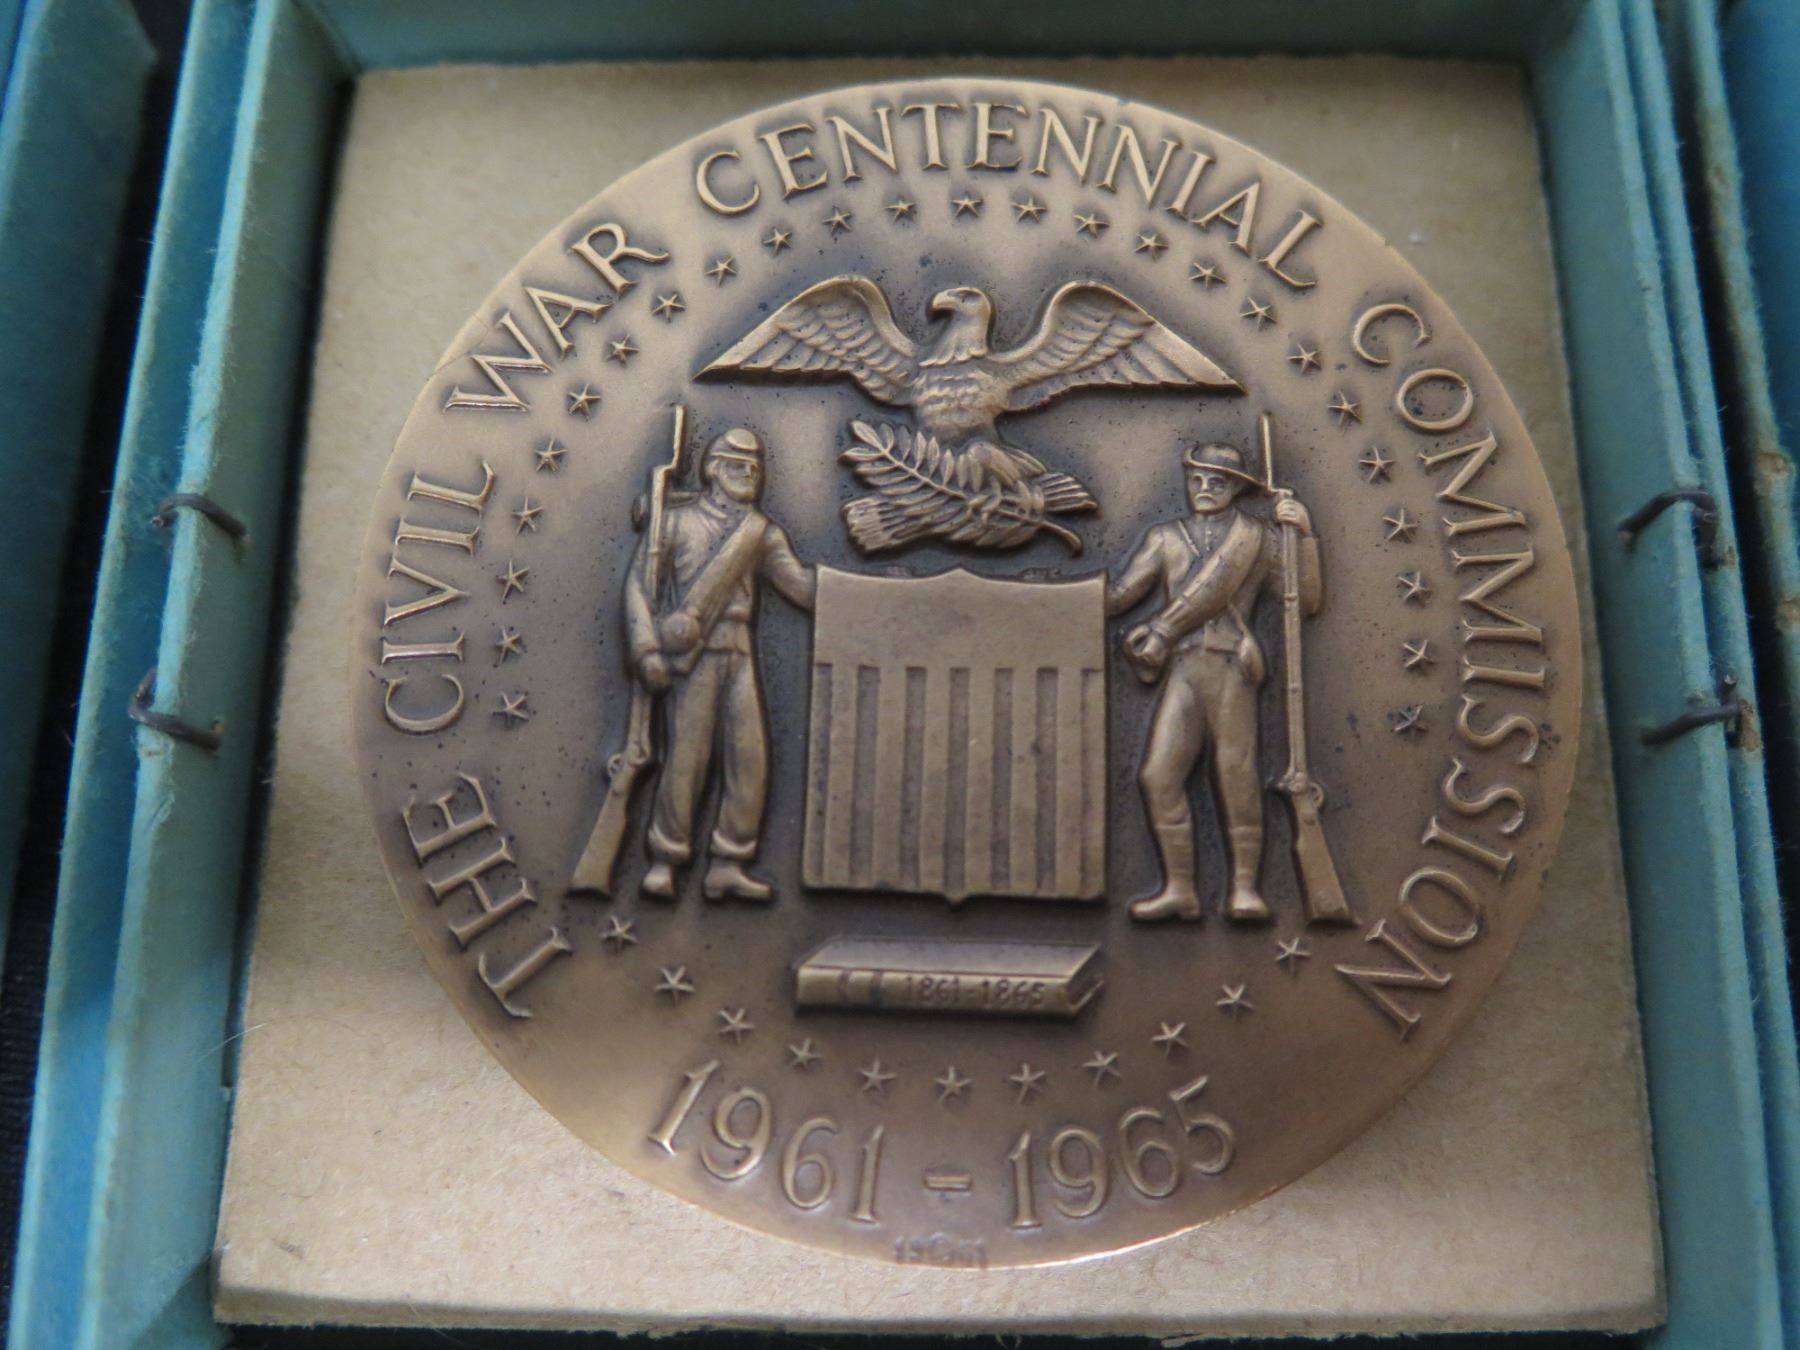 THE CIVIL WAR CENTENNIAL COMMISSION
1861-1865
1961 - 1965